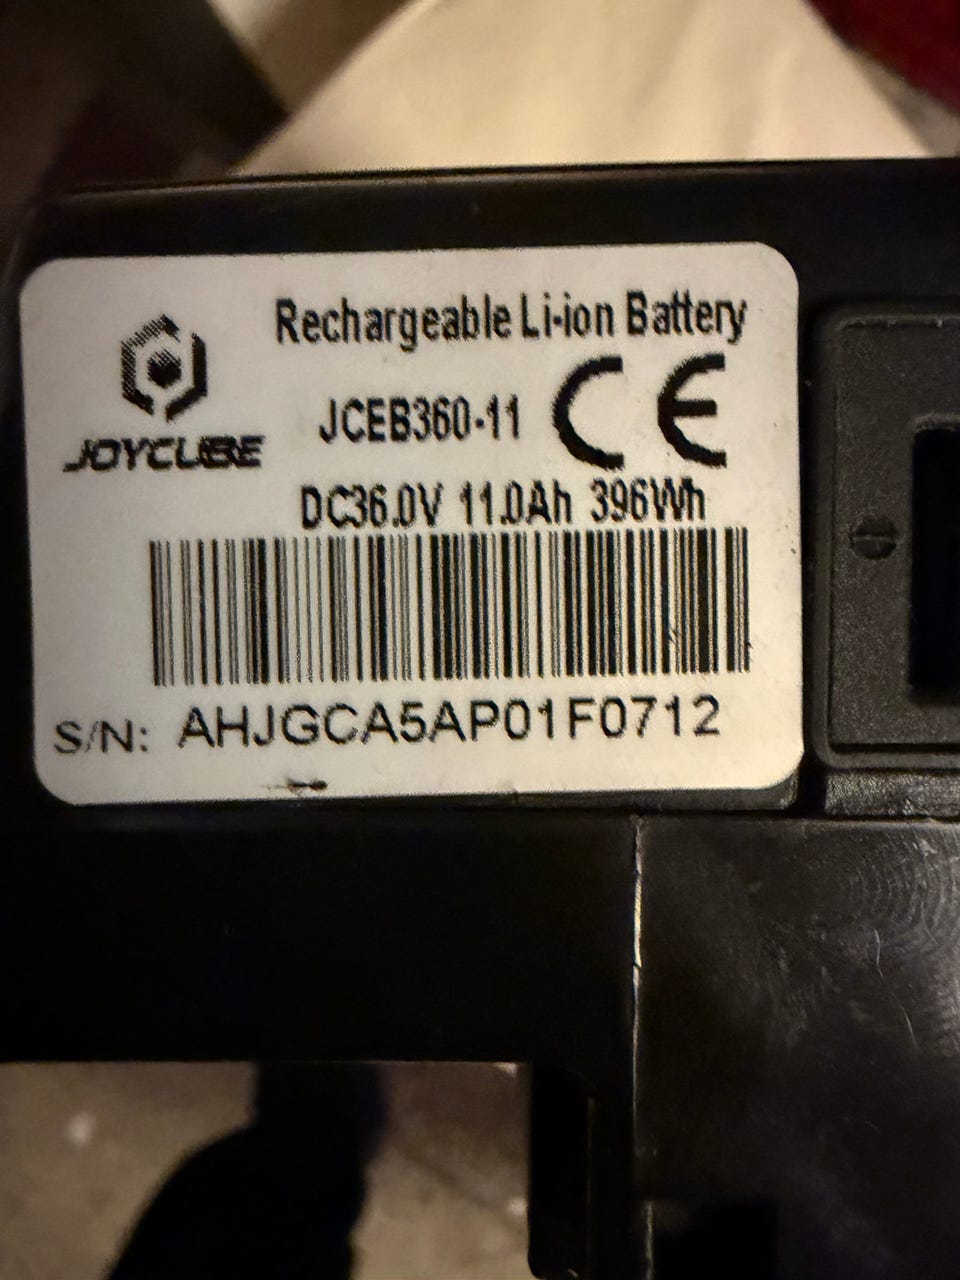 Rechargeable Li-ion Battery
JOYCUBE
JCEB360-11 CE
DC36.0V 11.0Ah 396Wh
S/N: AHJGCA5AP01F0712